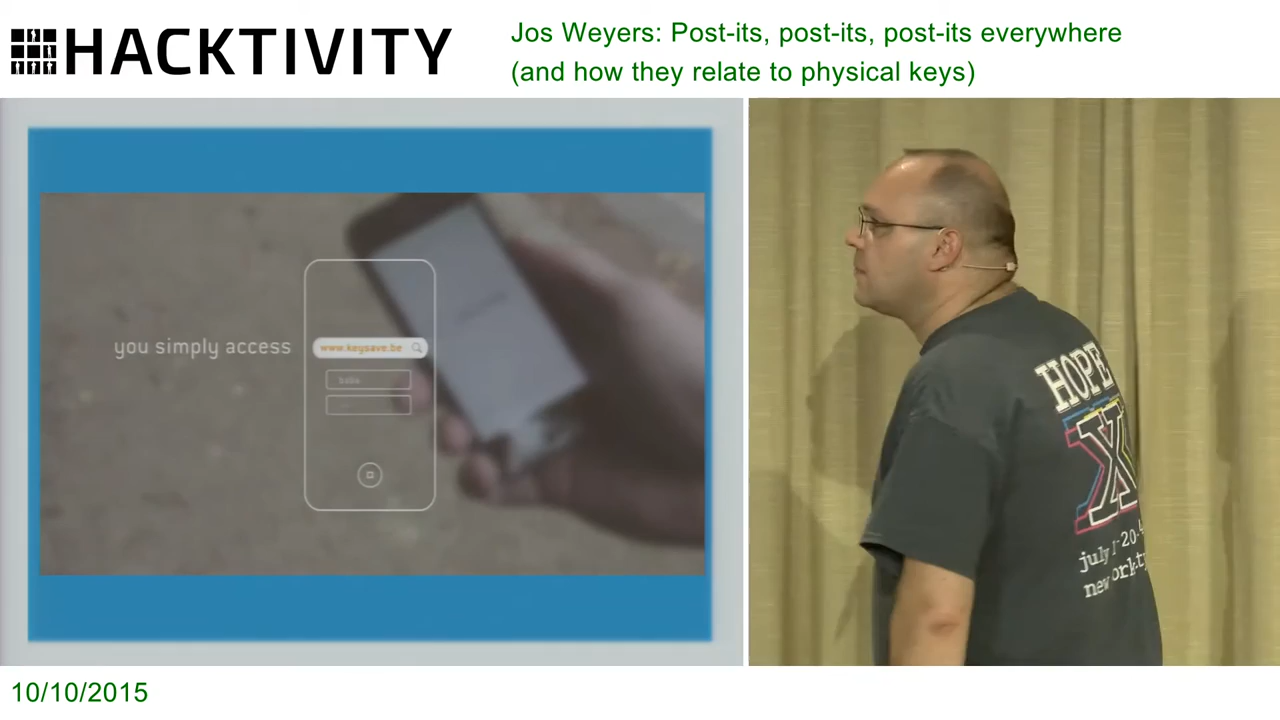 HACKTIVITY
Jos Weyers: Post-its, post-its, post-its everywhere
(and how they relate to physical keys)
you simply access
www.keysave.be
HOPE
X
july
new york
10/10/2015